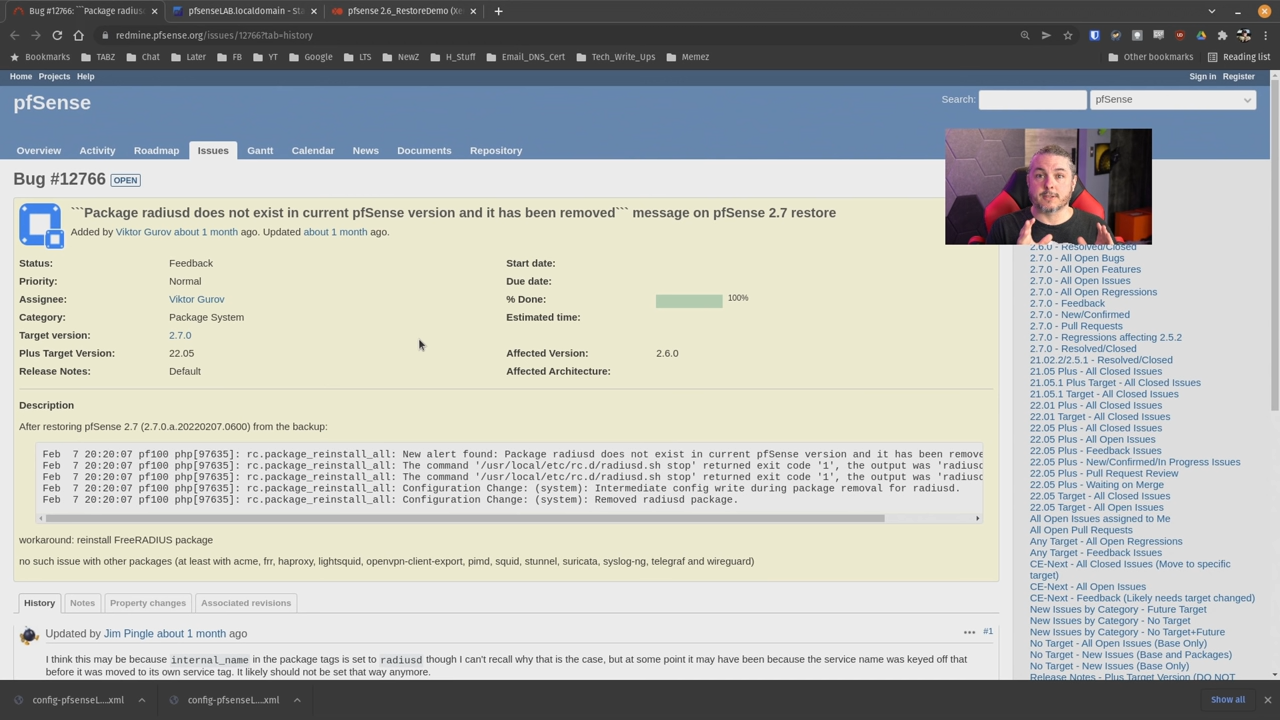 Bug #12766: ```Package radius
pfsenseLAB.localdomain - Sta
pfsense 2.6_RestoreDemo (Xe
redmine.pfsense.org/issues/12766?tab=history
Bookmarks TABZ Chat Later FB YT Google LTS NewZ H_Stuff Email_DNS_Cert Tech_Write_Ups Memez Other bookmarks Reading list
Home Projects Help Sign in Register
pfSense Search: pfSense
Overview Activity Roadmap Issues Gantt Calendar News Documents Repository
Bug #12766 OPEN
```Package radiusd does not exist in current pfSense version and it has been removed``` message on pfSense 2.7 restore
Added by Viktor Gurov about 1 month ago. Updated about 1 month ago.
Status: Feedback Start date:
Priority: Normal Due date:
Assignee: Viktor Gurov % Done: 100%
Category: Package System Estimated time:
Target version: 2.7.0
Plus Target Version: 22.05 Affected Version: 2.6.0
Release Notes: Default Affected Architecture:
Description
After restoring pfSense 2.7 (2.7.0.a.20220207.0600) from the backup:
Feb 7 20:20:07 pf100 php[97635]: rc.package_reinstall_all: New alert found: Package radiusd does not exist in current pfSense version and it has been remove
Feb 7 20:20:07 pf100 php[97635]: rc.package_reinstall_all: The command '/usr/local/etc/rc.d/radiusd.sh stop' returned exit code '1', the output was 'radiusd
Feb 7 20:20:07 pf100 php[97635]: rc.package_reinstall_all: The command '/usr/local/etc/rc.d/radiusd.sh stop' returned exit code '1', the output was 'radiusd
Feb 7 20:20:07 pf100 php[97635]: rc.package_reinstall_all: Configuration Change: (system): Intermediate config write during package removal for radiusd.
Feb 7 20:20:07 pf100 php[97635]: rc.package_reinstall_all: Configuration Change: (system): Removed radiusd package.
workaround: reinstall FreeRADIUS package
no such issue with other packages (at least with acme, frr, haproxy, lightsquid, openvpn-client-export, pimd, squid, stunnel, suricata, syslog-ng, telegraf and wireguard)
History Notes Property changes Associated revisions
Updated by Jim Pingle about 1 month ago #1
I think this may be because internal_name in the package tags is set to radiusd though I can't recall why that is the case, but at some point it may have been because the service name was keyed off that
before it was moved to its own service tag. It likely should not be set that way anymore.
2.6.0 - Resolved/Closed
2.7.0 - All Open Bugs
2.7.0 - All Open Features
2.7.0 - All Open Issues
2.7.0 - All Open Regressions
2.7.0 - Feedback
2.7.0 - New/Confirmed
2.7.0 - Pull Requests
2.7.0 - Regressions affecting 2.5.2
2.7.0 - Resolved/Closed
21.02.2/2.5.1 - Resolved/Closed
21.05 Plus - All Closed Issues
21.05.1 Plus Target - All Closed Issues
21.05.1 Target - All Closed Issues
22.01 Plus - All Closed Issues
22.01 Target - All Closed Issues
22.05 Plus - All Closed Issues
22.05 Plus - All Open Issues
22.05 Plus - Feedback Issues
22.05 Plus - New/Confirmed/In Progress Issues
22.05 Plus - Pull Request Review
22.05 Plus - Waiting on Merge
22.05 Target - All Closed Issues
22.05 Target - All Open Issues
All Open Issues assigned to Me
All Open Pull Requests
Any Target - All Open Regressions
Any Target - Feedback Issues
CE-Next - All Closed Issues (Move to specific
target)
CE-Next - All Open Issues
CE-Next - Feedback (Likely needs target changed)
New Issues by Category - Future Target
New Issues by Category - No Target
New Issues by Category - No Target+Future
No Target - All Open Issues (Base Only)
No Target - New Issues (Base and Packages)
No Target - New Issues (Base Only)
Release Notes - Plus Target Version (DO NOT
config-pfsenseL....xml config-pfsenseL....xml Show all